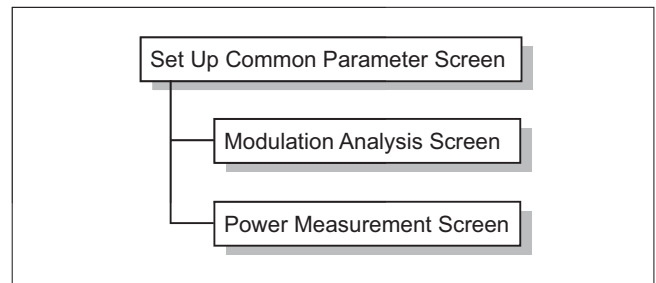 Set Up Common Parameter Screen
Modulation Analysis Screen
Power Measurement Screen